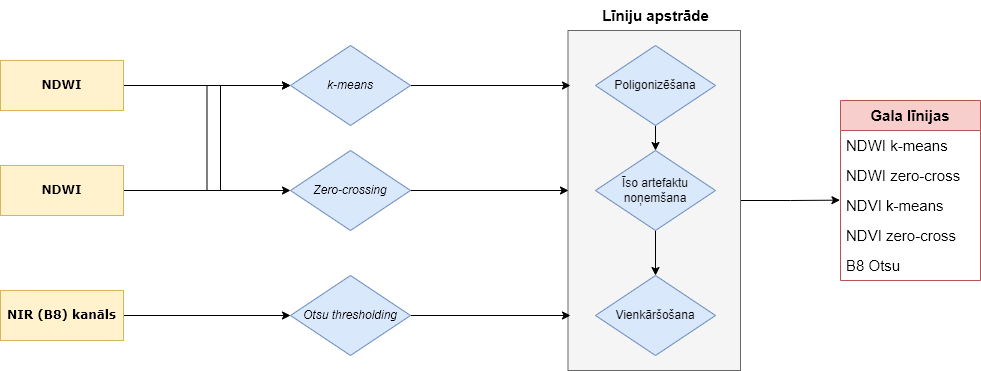 Līniju apstrāde
NDWI
k-means
Poligonizēšana
NDWI
Zero-crossing
Īso artefaktu
noņemšana
NIR (B8) kanāls
Otsu thresholding
Vienkāršošana
Gala līnijas
NDWI k-means
NDWI zero-cross
NDVI k-means
NDVI zero-cross
B8 Otsu